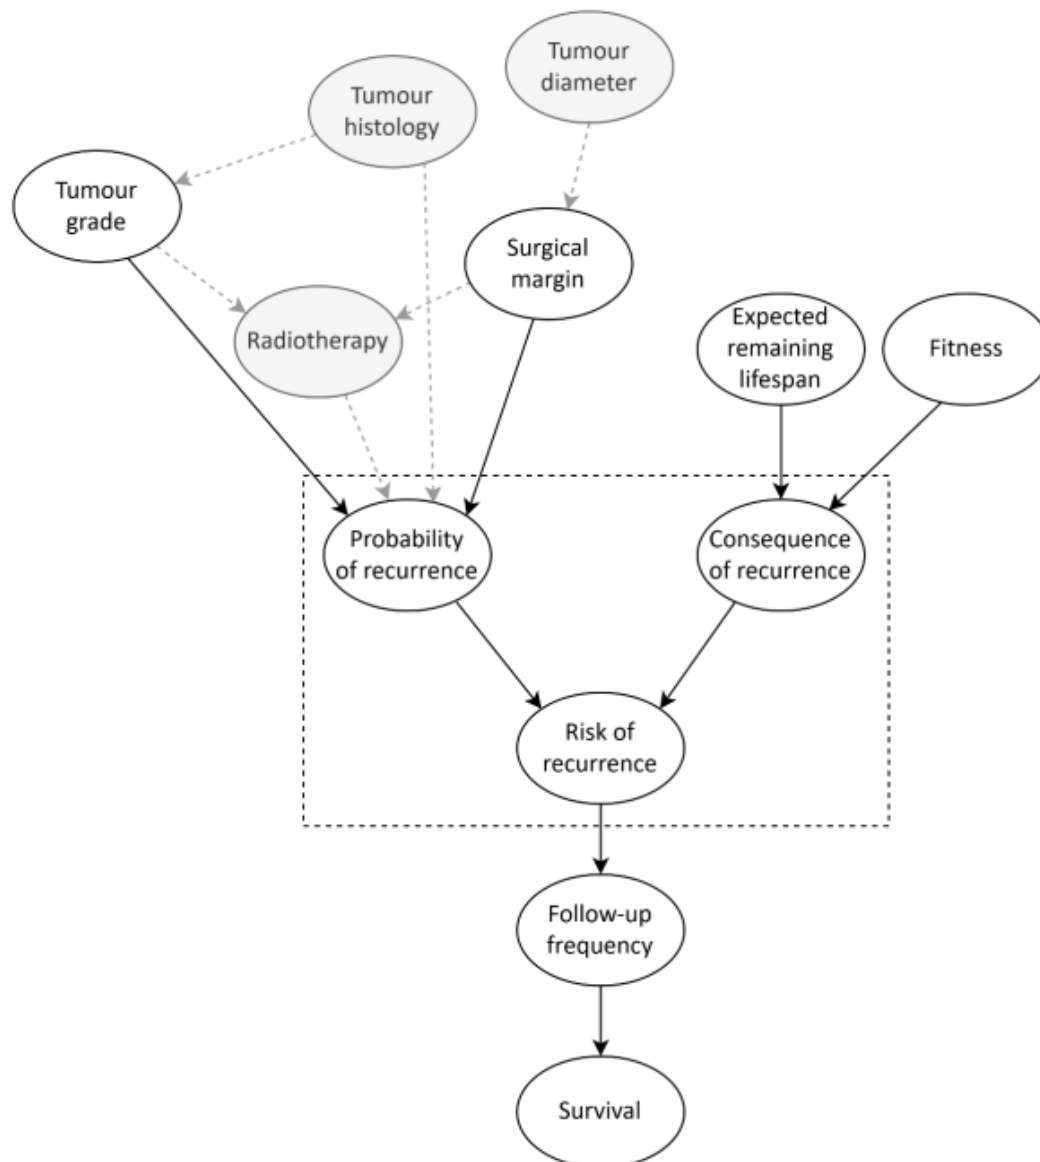 Tumour
diameter
Tumour
histology
Tumour
grade
Surgical
margin
Radiotherapy
Expected
remaining
lifespan
Fitness
Probability
of recurrence
Consequence
of recurrence
Risk of
recurrence
Follow-up
frequency
Survival